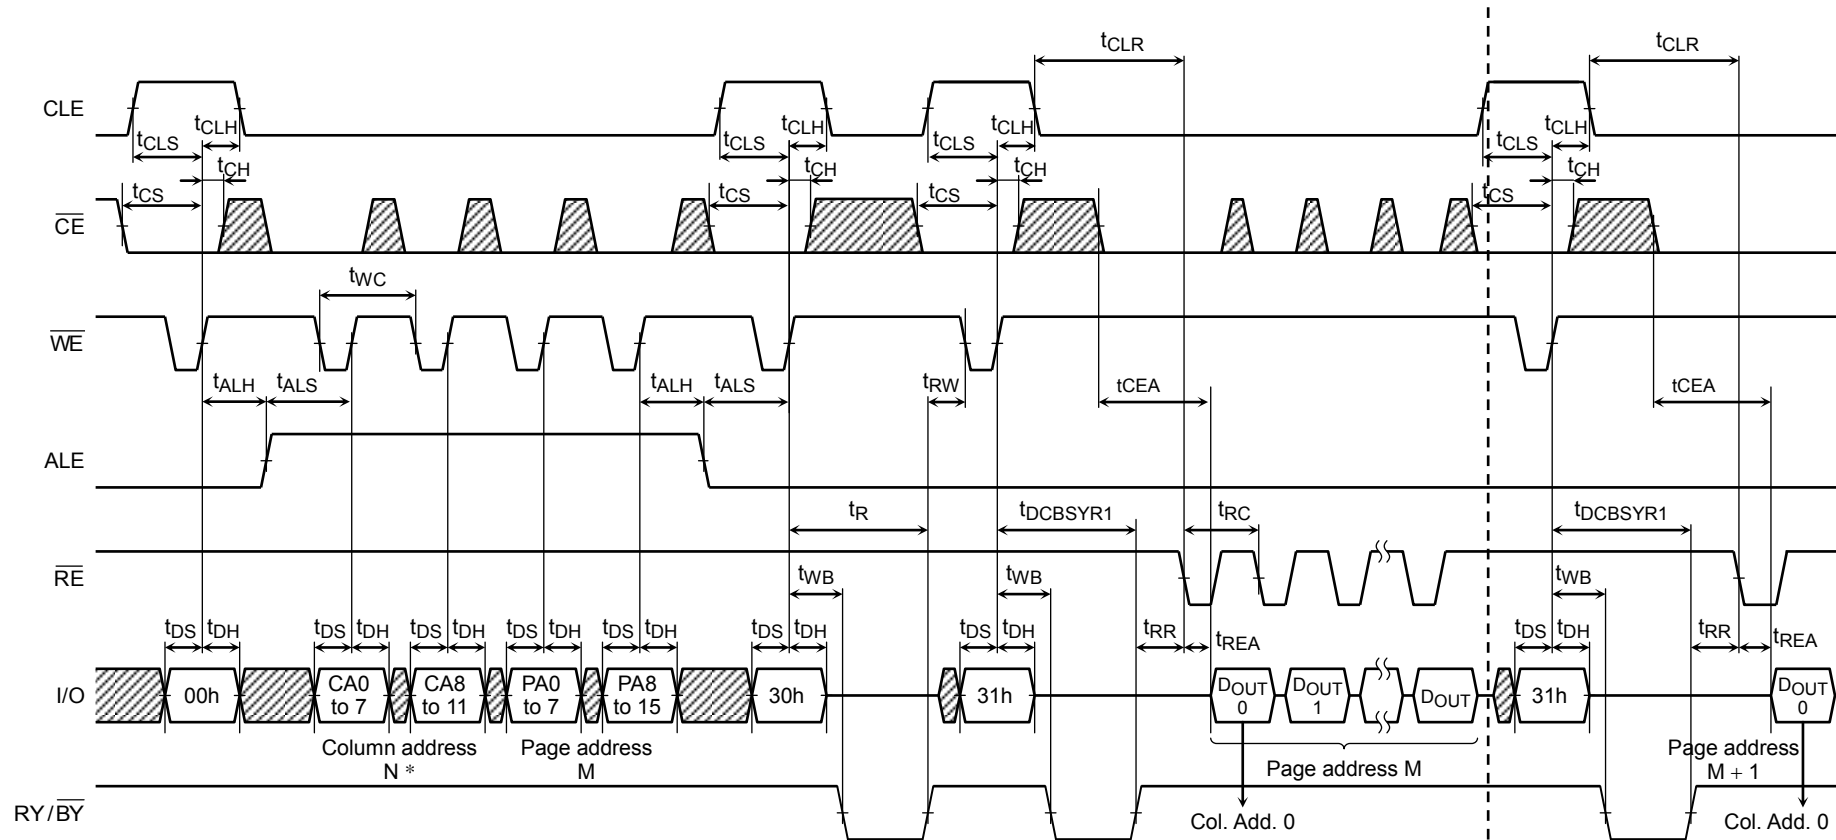 tCLR tCLR
CLE
tCLH tCLH tCLH tCLH
tCLS tCLS tCLS tCLS
tCH tCH tCH tCH
tCS tCS tCS tCS
CE
tWC
WE
tALH tALS tALH tALS tRW tCEA tCEA
ALE
tR tDCBSYR1 tRC tDCBSYR1
RE
tWB tWB tWB
tDS tDH tDS tDH tDS tDH tDS tDH tDS tDH tDS tDH tDS tDH tRR tREA tDS tDH tRR tREA
I/O
00h
CA0
to 7
CA8
to 11
PA0
to 7
PA8
to 15
30h
31h
DOUT
0
DOUT
1
DOUT
31h
DOUT
0
Column address
N *
Page address
M
Page address M
Page address
M + 1
RY/BY
Col. Add. 0
Col. Add. 0